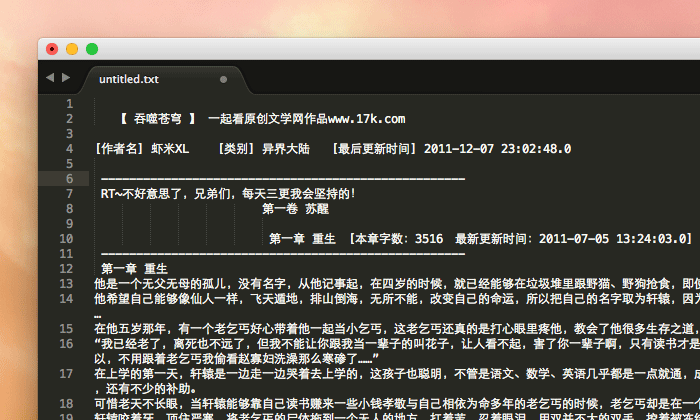 untitled.txt
1
2 【 吞噬苍穹 】 一起看原创文学网作品www.17k.com
3
4 [作者名] 虾米XL [类别] 异界大陆 [最后更新时间] 2011-12-07 23:02:48.0
5
6 ----------------------------------------------------
7 RT~不好意思了，兄弟们，每天三更我会坚持的！
8 第一卷 苏醒
9
10 第一章 重生 [本章字数：3516 最新更新时间：2011-07-05 13:24:03.0]
11 ----------------------------------------------------
12 第一章 重生
13 他是一个无父无母的孤儿，没有名字，从他记事起，在四岁的时候，就已经能够在垃圾堆里跟野猫、野狗抢食，即使
14 他希望自己能够像仙人一样，飞天遁地，排山倒海，无所不能，改变自己的命运，所以把自己的名字取为轩辕，因为
…
15 在他五岁那年，有一个老乞丐好心带着他一起当小乞丐，这老乞丐还真的是打心眼里疼他，教会了他很多生存之道，
16 “我已经老了，离死也不远了，但我不能让你跟我当一辈子的叫花子，让人看不起，害了你一辈子啊，只有读书才是
以，不用跟着老乞丐我偷看赵寡妇洗澡那么寒碜了……”
17 在上学的第一天，轩辕是一边走一边哭着去上学的，这孩子也聪明，不管是语文、数学、英语几乎都是一点就通，成
，还有不少的补助。
18 可惜老天不长眼，当轩辕能够靠自己读书赚来一些小钱孝敬与自己相依为命多年的老乞丐的时候，老乞丐却是在一
19